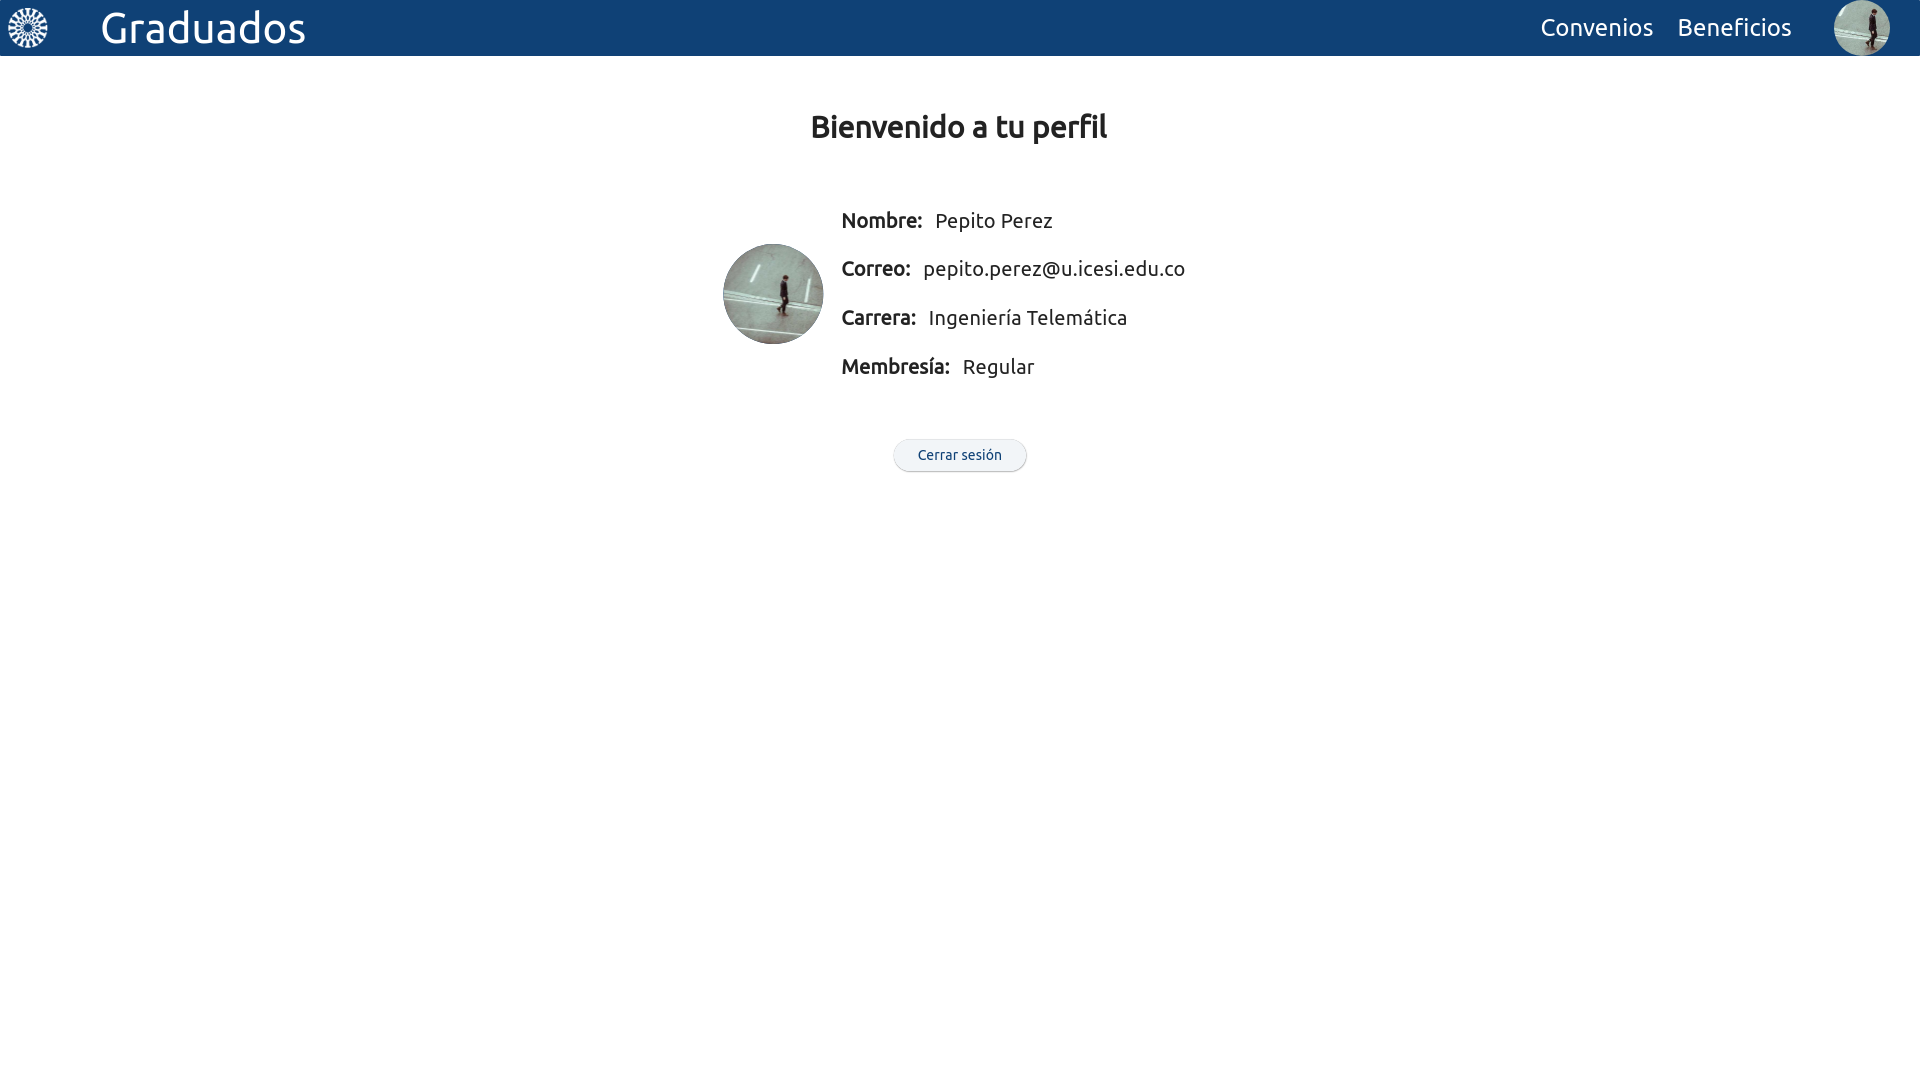 Graduados
Convenios Beneficios
Bienvenido a tu perfil
Nombre: Pepito Perez
Correo: pepito.perez@u.icesi.edu.co
Carrera: Ingeniería Telemática
Membresía: Regular
Cerrar sesión